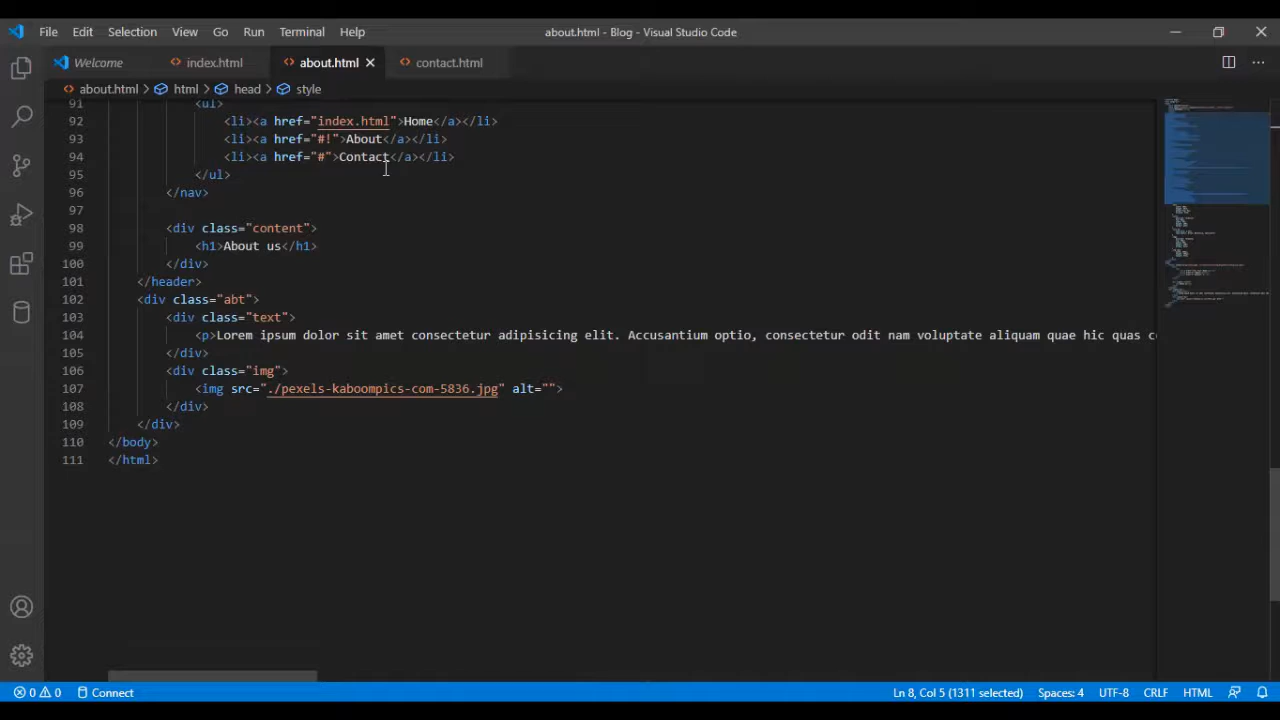 File Edit Selection View Go Run Terminal Help about.html - Blog - Visual Studio Code
Welcome index.html about.html contact.html
about.html > html > head > style
91 <ul>
92 <li><a href="index.html">Home</a></li>
93 <li><a href="#!">About</a></li>
94 <li><a href="#">Contact</a></li>
95 </ul>
96 </nav>
97
98 <div class="content">
99 <h1>About us</h1>
100 </div>
101 </header>
102 <div class="abt">
103 <div class="text">
104 <p>Lorem ipsum dolor sit amet consectetur adipisicing elit. Accusantium optio, consectetur odit nam voluptate aliquam quae hic quas c
105 </div>
106 <div class="img">
107 <img src="./pexels-kaboompics-com-5836.jpg" alt="">
108 </div>
109 </div>
110 </body>
111 </html>
0 0 Connect Ln 8, Col 5 (1311 selected) Spaces: 4 UTF-8 CRLF HTML